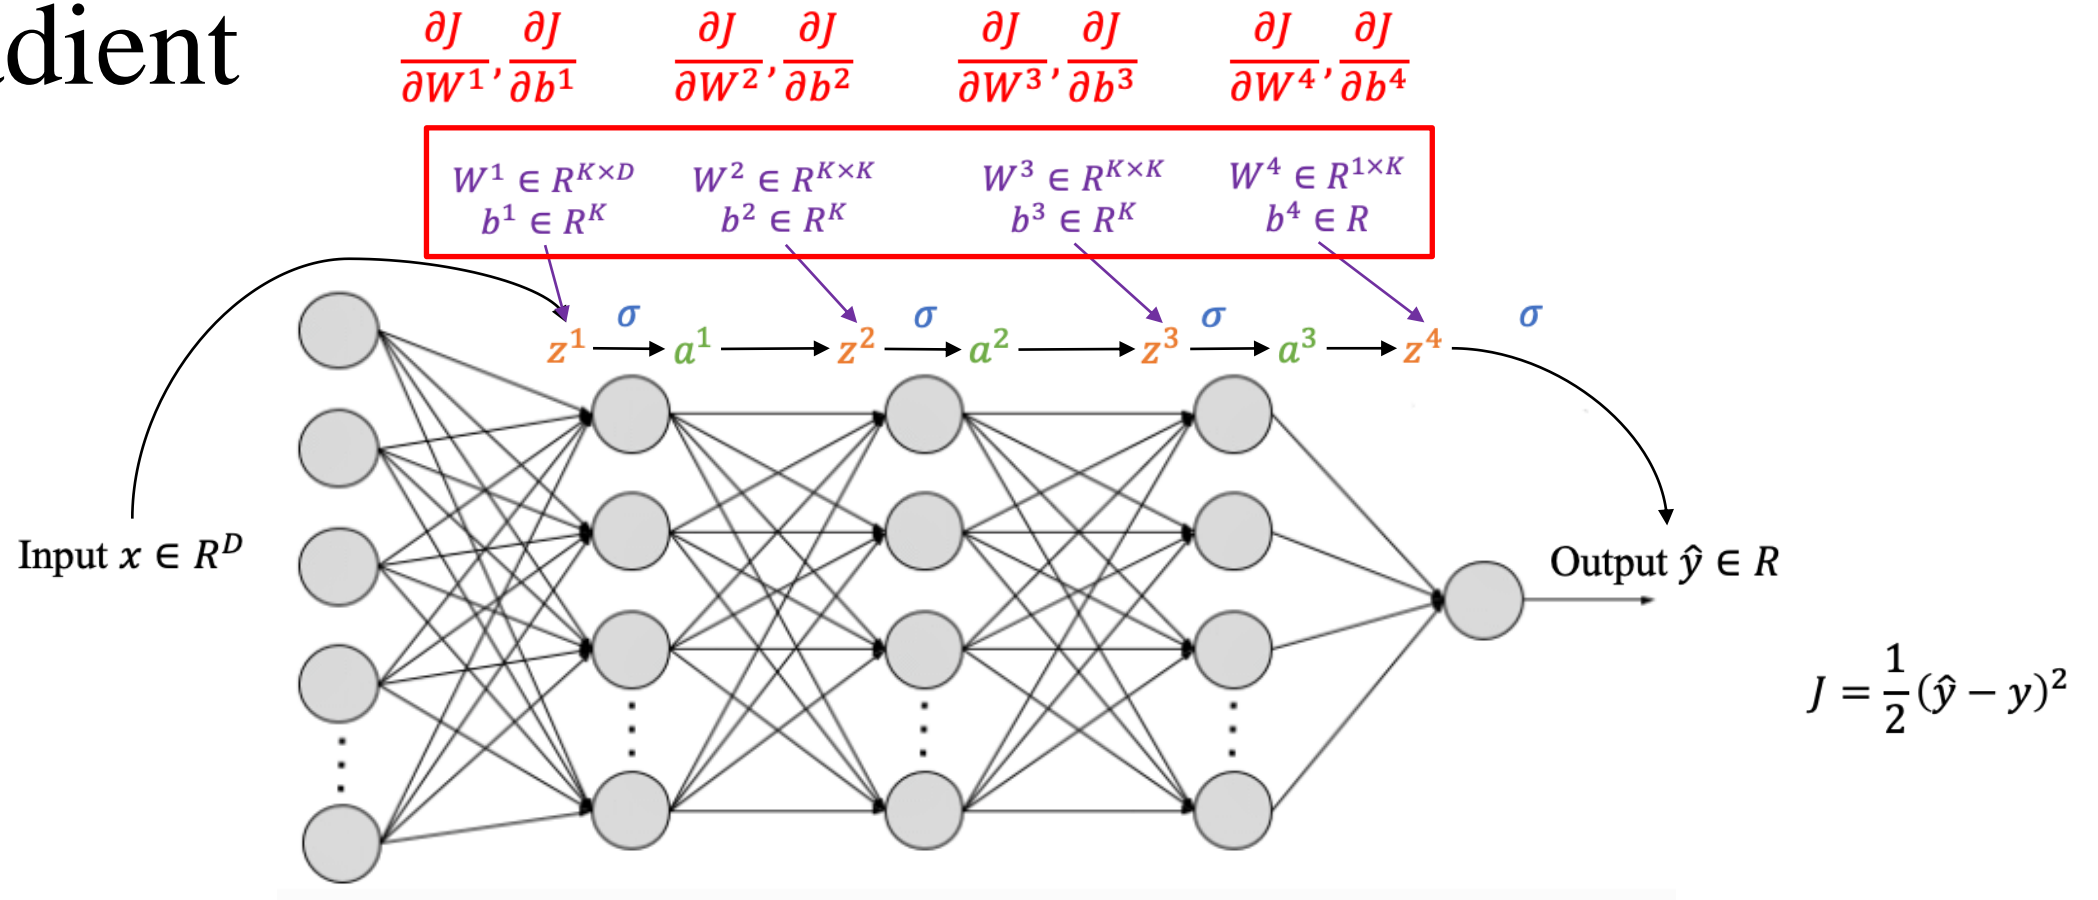 adient
∂J/∂W¹, ∂J/∂b¹ ∂J/∂W², ∂J/∂b² ∂J/∂W³, ∂J/∂b³ ∂J/∂W⁴, ∂J/∂b⁴
W¹ ∈ R^{K×D} W² ∈ R^{K×K} W³ ∈ R^{K×K} W⁴ ∈ R^{1×K}
b¹ ∈ R^K b² ∈ R^K b³ ∈ R^K b⁴ ∈ R
σ σ σ σ
z¹ a¹ z² a² z³ a³ z⁴
Input x ∈ R^D
Output ŷ ∈ R
J = 1/2 (ŷ − y)²